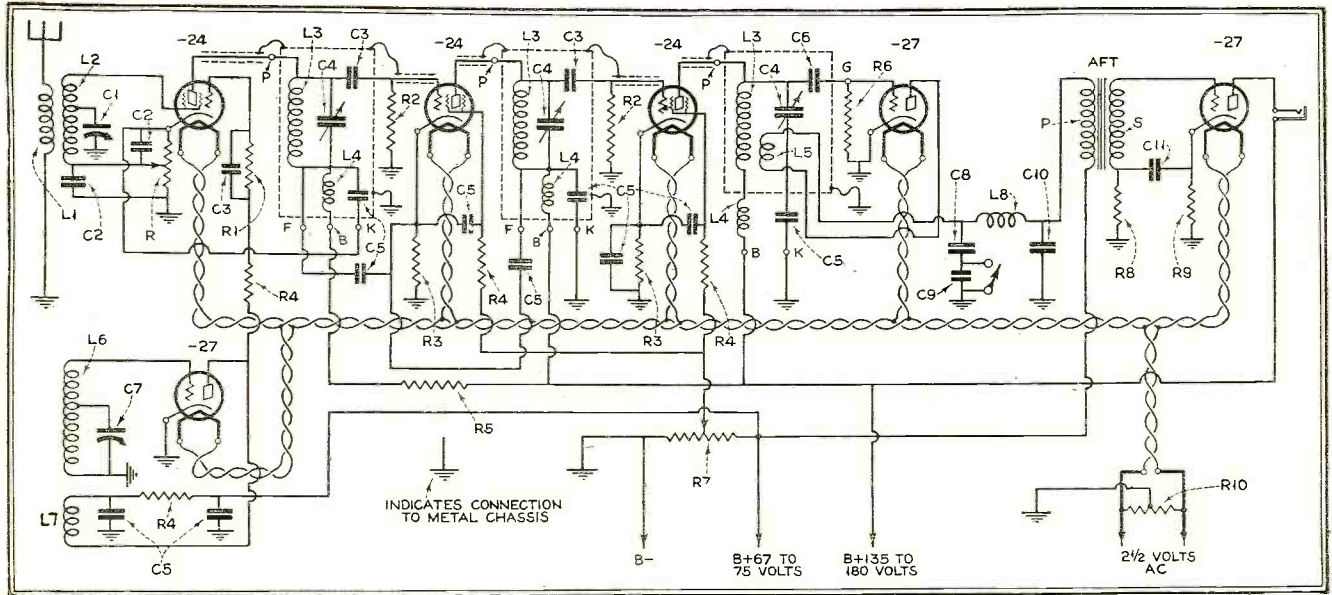 -24
L3
C3
-24
L3
C3
-24
L3
C6
-27
-27
L2
C1
C2
P
C4
R2
P
C4
R2
P
C4
G
R6
AFT
P
S
L5
C11
L4
L4
C8
L8
C10
L1
C2
R
C3
R1
F
B
K
C5
C5
F
B
K
C5
C5
L4
B
K
C5
R8
R9
R4
R3
R4
C5
R3
R4
C9
L6
-27
C7
R5
R7
INDICATES CONNECTION
TO METAL CHASSIS
R10
L7
R4
C5
B-
B+67 TO
75 VOLTS
B+135 TO
180 VOLTS
2½ VOLTS
AC